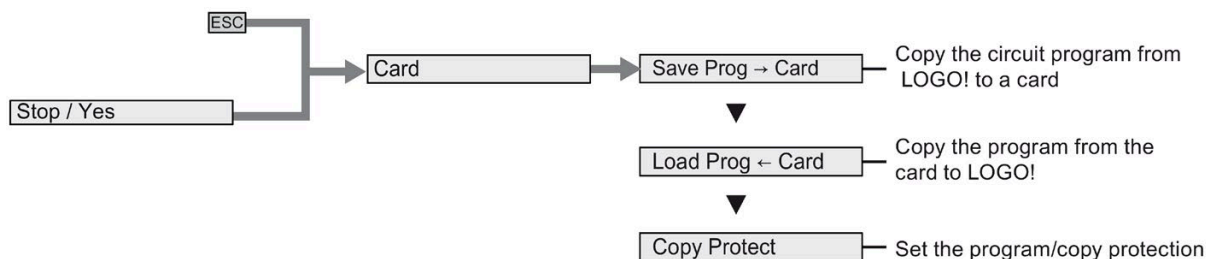 ESC
Stop / Yes
Card
Save Prog → Card
Copy the circuit program from
LOGO! to a card
Load Prog ← Card
Copy the program from the
card to LOGO!
Copy Protect
Set the program/copy protection